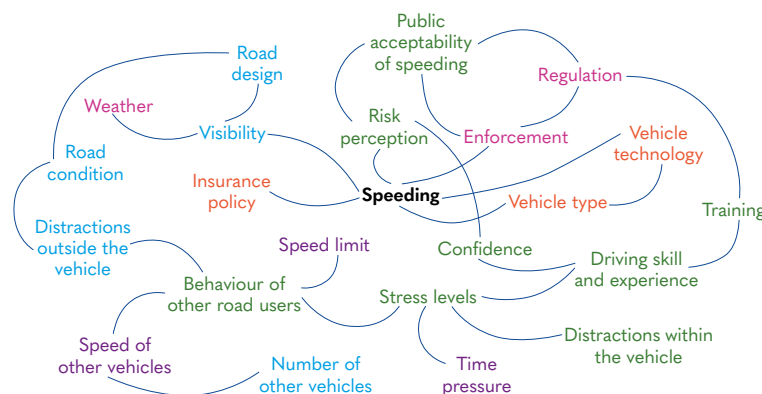 Public
acceptability
of speeding
Road
design
Regulation
Weather
Risk
perception
Visibility
Enforcement
Vehicle
technology
Road
condition
Insurance
policy
Speeding
Vehicle type
Training
Distractions
outside the
vehicle
Speed limit
Confidence
Driving skill
and experience
Behaviour of
other road users
Stress levels
Speed of
other vehicles
Number of
other vehicles
Time
pressure
Distractions within
the vehicle